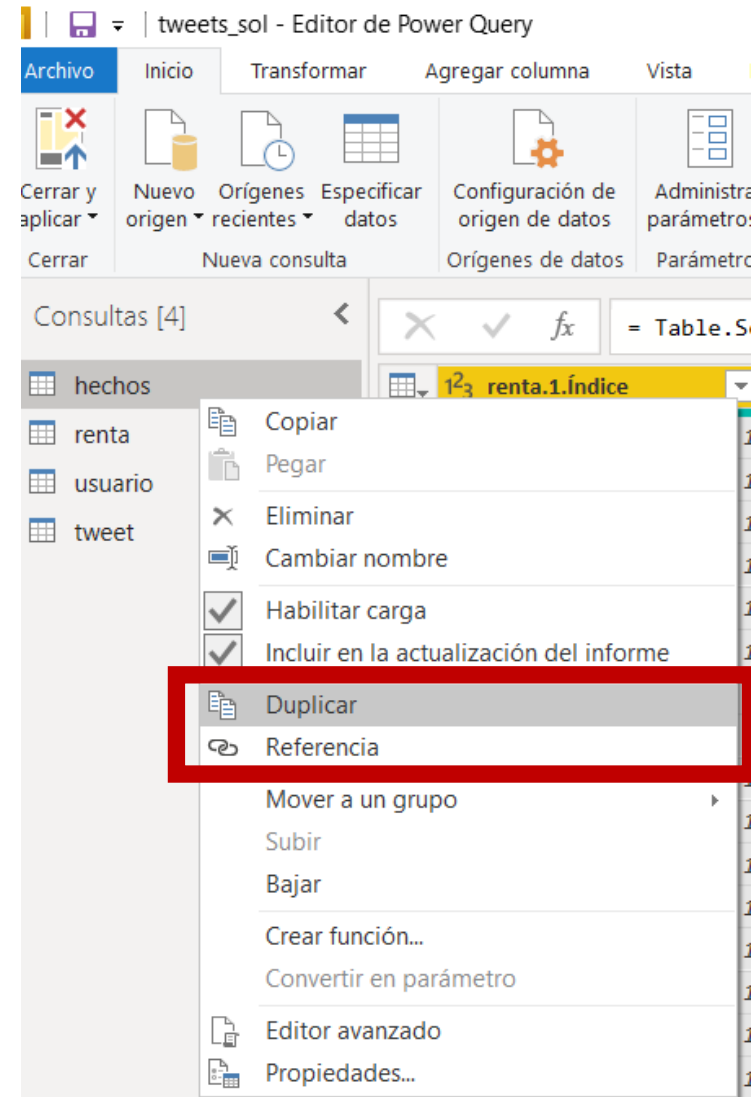 tweets_sol - Editor de Power Query
Archivo Inicio Transformar Agregar columna Vista
Cerrar y Nuevo Orígenes Especificar Configuración de
aplicar origen recientes datos origen de datos parámetros
Cerrar Nueva consulta Orígenes de datos
Consultas [4]
fx = Table.S
hechos
1²3 renta.1.Índice
renta
usuario
tweet
Copiar
Pegar
Eliminar
Cambiar nombre
Habilitar carga
Incluir en la actualización del informe
Duplicar
Referencia
Mover a un grupo
Subir
Bajar
Crear función...
Convertir en parámetro
Editor avanzado
Propiedades...